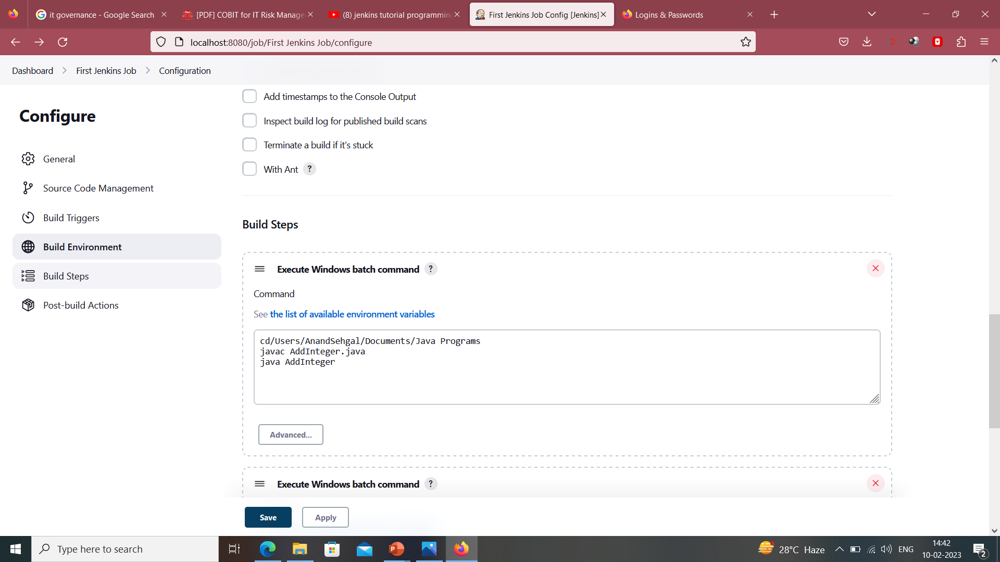 it governance - Google Search
[PDF] COBIT for IT Risk Manage
(8) jenkins tutorial programmin
First Jenkins Job Config [Jenkins]
Logins & Passwords
localhost:8080/job/First Jenkins Job/configure
Dashboard
First Jenkins Job
Configuration
Configure
General
Source Code Management
Build Triggers
Build Environment
Build Steps
Post-build Actions
Add timestamps to the Console Output
Inspect build log for published build scans
Terminate a build if it's stuck
With Ant ?
Build Steps
Execute Windows batch command ?
Command
See the list of available environment variables
cd/Users/AnandSehgal/Documents/Java Programs
javac AddInteger.java
java AddInteger
Advanced...
Execute Windows batch command ?
Save
Apply
Type here to search
28°C Haze
ENG
14:42
10-02-2023
2